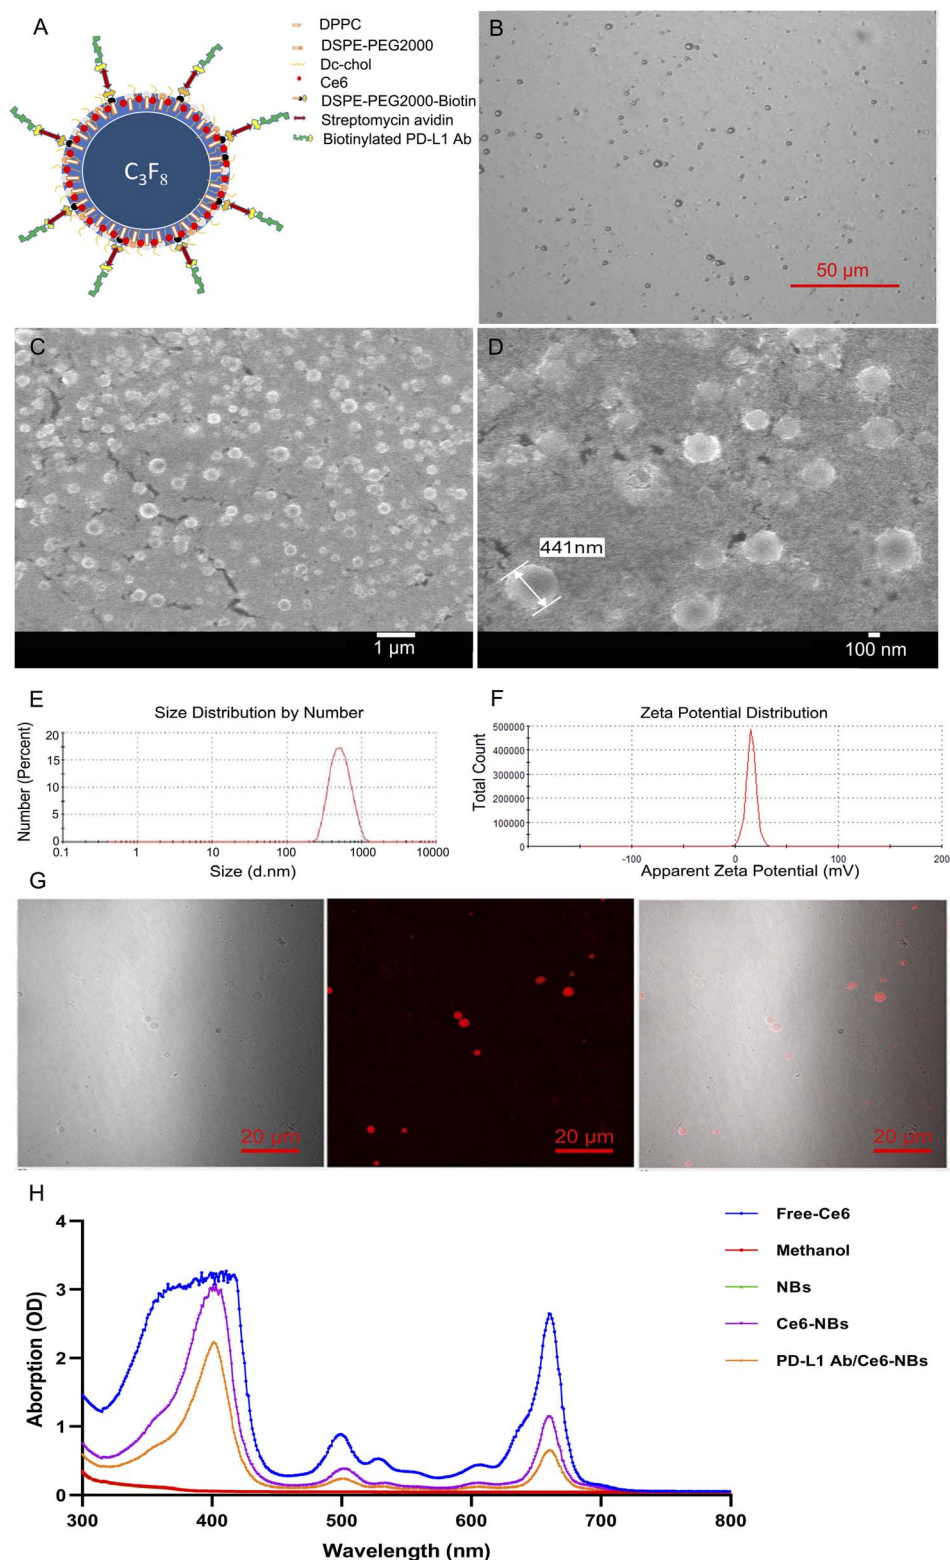 A
DPPC
DSPE-PEG2000
Dc-chol
Ce6
DSPE-PEG2000-Biotin
Streptomycin avidin
Biotinylated PD-L1 Ab
C3F8
B
50 µm
C
1 µm
D
441nm
100 nm
E
Size Distribution by Number
Number (Percent)
20
15
10
5
0
0.1 1 10 100 1000 10000
Size (d.nm)
F
Zeta Potential Distribution
Total Count
500000
400000
300000
200000
100000
0
-100 0 100 200
Apparent Zeta Potential (mV)
G
20 µm
20 µm
20 µm
H
Aborption (OD)
4
3
2
1
0
300 400 500 600 700 800
Wavelength (nm)
Free-Ce6
Methanol
NBs
Ce6-NBs
PD-L1 Ab/Ce6-NBs